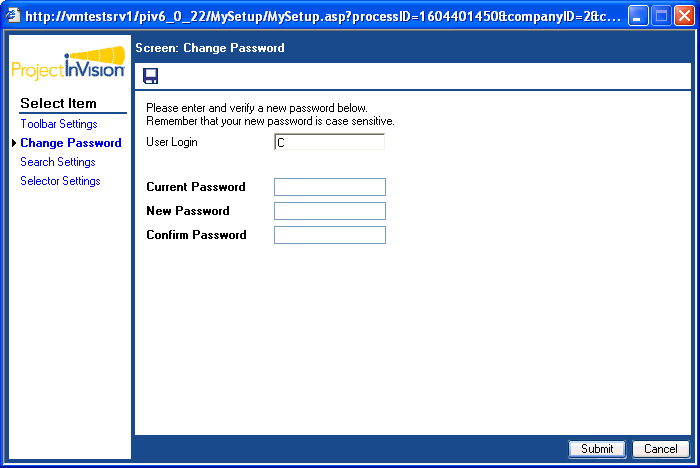 http://vmtestsrv1/piv6_0_22/MySetup/MySetup.asp?processID=1604401450&companyID=2&c...
ProjectinVision
Screen: Change Password
Select Item
Toolbar Settings
Change Password
Search Settings
Selector Settings
Please enter and verify a new password below.
Remember that your new password is case sensitive.
User Login C
Current Password
New Password
Confirm Password
Submit Cancel